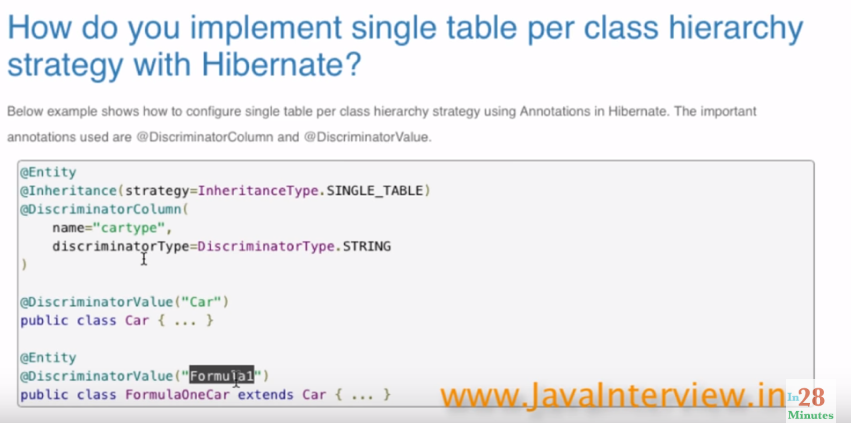 How do you implement single table per class hierarchy
strategy with Hibernate?
Below example shows how to configure single table per class hierarchy strategy using Annotations in Hibernate. The important
annotations used are @DiscriminatorColumn and @DiscriminatorValue.
@Entity
@Inheritance(strategy=InheritanceType.SINGLE_TABLE)
@DiscriminatorColumn(
name="cartype",
discriminatorType=DiscriminatorType.STRING
)
@DiscriminatorValue("Car")
public class Car { ... }
@Entity
@DiscriminatorValue("Formula1")
public class FormulaOneCar extends Car { ... }
www.JavaInterview.in
In 28
Minutes